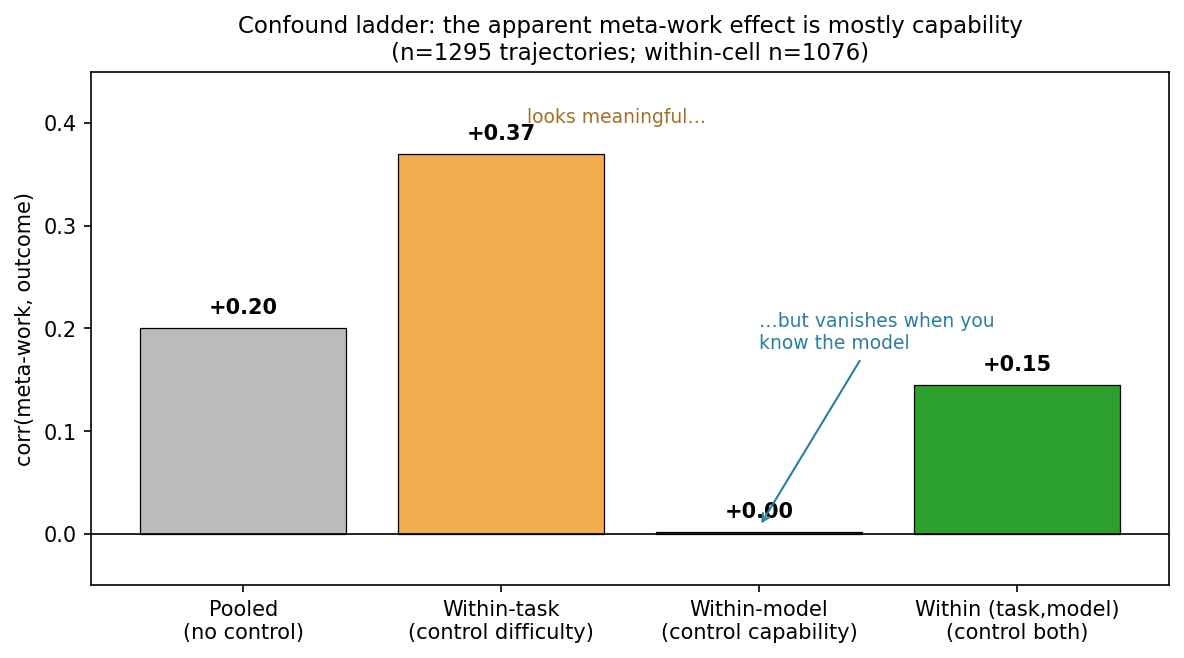 Confound ladder: the apparent meta-work effect is mostly capability
(n=1295 trajectories; within-cell n=1076)
corr(meta-work, outcome)
0.4
0.3
0.2
0.1
0.0
looks meaningful…
+0.37
+0.20
…but vanishes when you
know the model
+0.15
+0.00
Pooled
(no control)
Within-task
(control difficulty)
Within-model
(control capability)
Within (task,model)
(control both)